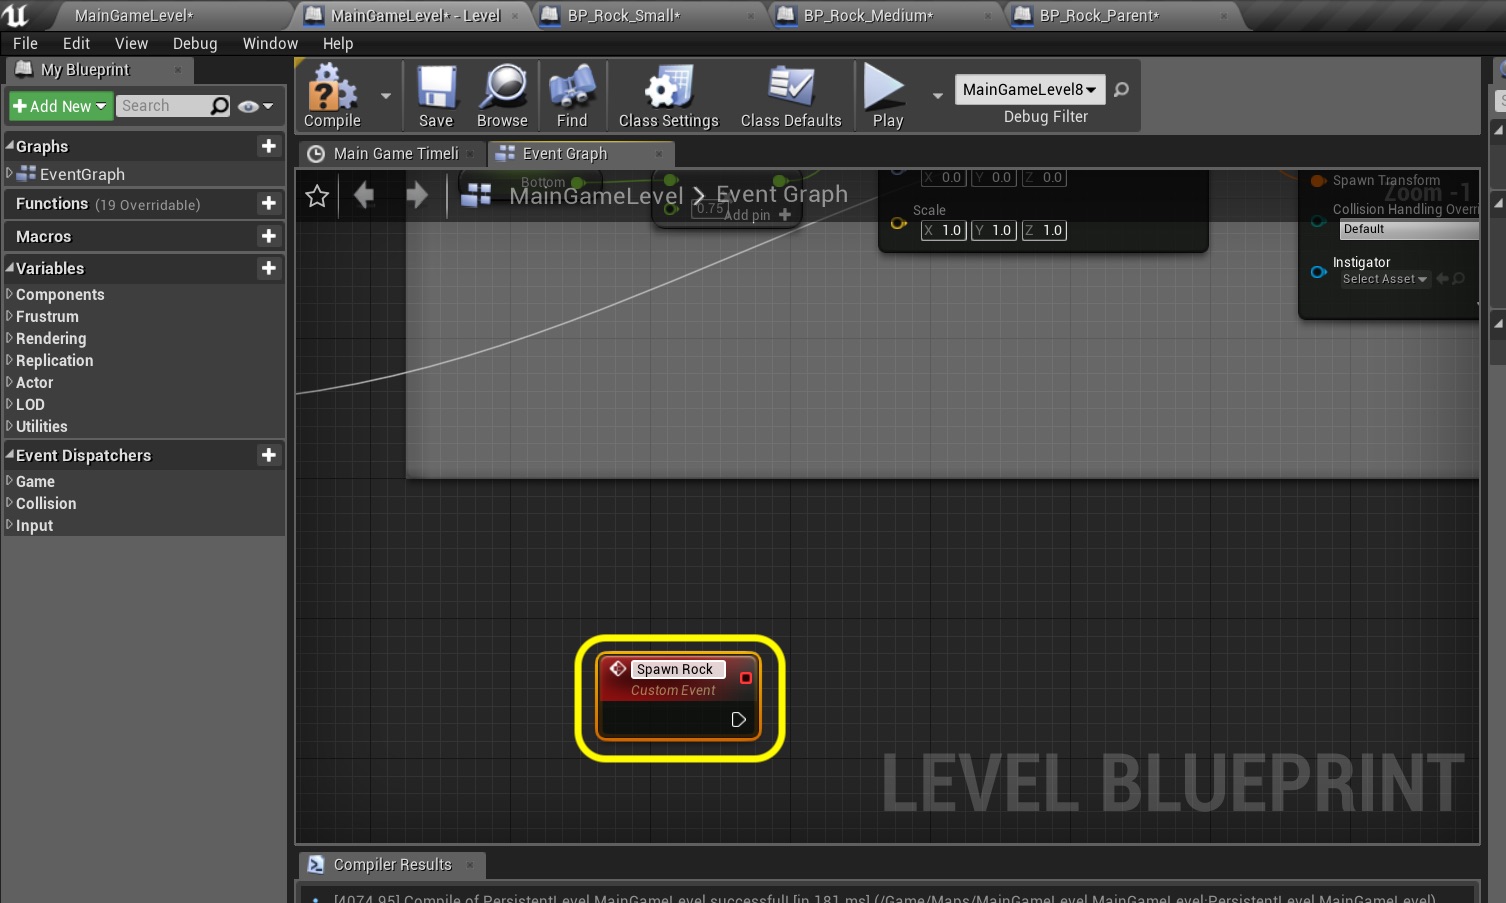 MainGameLevel*
MainGameLevel* - Level
BP_Rock_Small*
BP_Rock_Medium*
BP_Rock_Parent*
File Edit View Debug Window Help
My Blueprint
Add New
Search
Graphs
EventGraph
Functions (19 Overridable)
Macros
Variables
Components
Frustrum
Rendering
Replication
Actor
LOD
Utilities
Event Dispatchers
Game
Collision
Input
Compile
Save
Browse
Find
Class Settings
Class Defaults
Play
MainGameLevel8
Debug Filter
Main Game Timeli
Event Graph
MainGameLevel > Event Graph
Zoom -1
Bottom
0.75
Add pin
X 0.0 Y 0.0 Z 0.0
Scale
X 1.0 Y 1.0 Z 1.0
Spawn Transform
Collision Handling Overri
Default
Instigator
Select Asset
Spawn Rock
Custom Event
LEVEL BLUEPRINT
Compiler Results
[4074.95] Compile of PersistentLevel.MainGameLevel successful! [in 181 ms] (/Game/Maps/MainGameLevel.MainGameLevel:PersistentLevel.MainGameLevel)